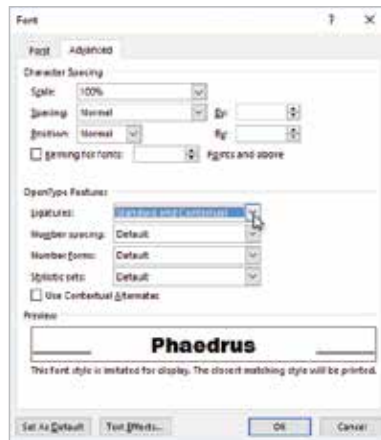 Font ? ×
Font Advanced
Character Spacing
Scale: 100%
Spacing: Normal By:
Position: Normal By:
Kerning for fonts: Points and above
OpenType Features
Ligatures: Standard and Contextual
Number spacing: Default
Number forms: Default
Stylistic sets: Default
Use Contextual Alternates
Preview
Phaedrus
This font style is imitated for display. The closest matching style will be printed.
Set As Default Text Effects... OK Cancel